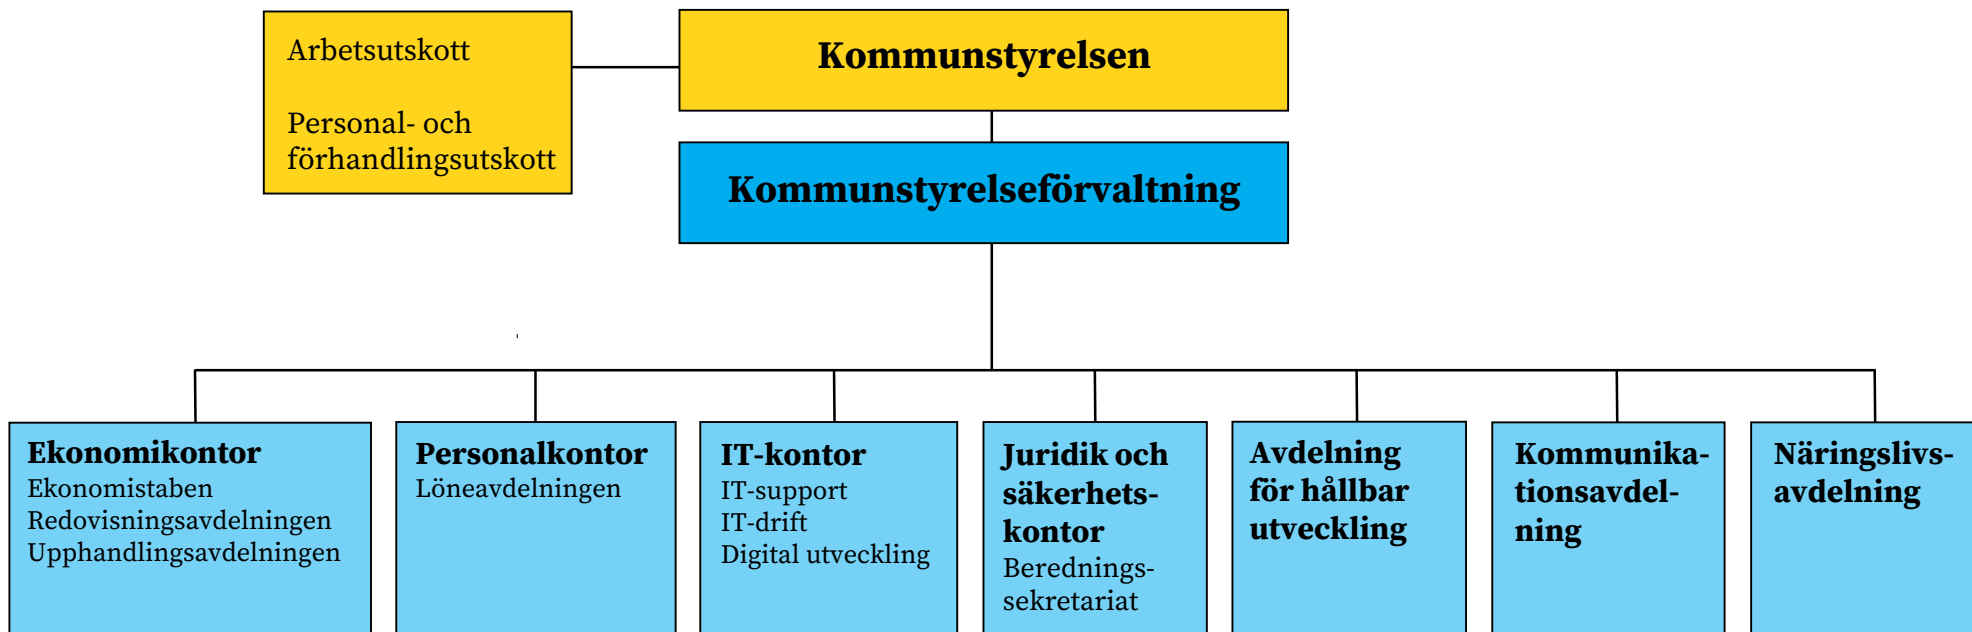 Arbetsutskott
Personal- och
förhandlingsutskott
Kommunstyrelsen
Kommunstyrelseförvaltning
Ekonomikontor
Ekonomistaben
Redovisningsavdelningen
Upphandlingsavdelningen
Personalkontor
Löneavdelningen
IT-kontor
IT-support
IT-drift
Digital utveckling
Juridik och
säkerhets-
kontor
Berednings-
sekretariat
Avdelning
för hållbar
utveckling
Kommunika-
tionsavdel-
ning
Näringslivs-
avdelning